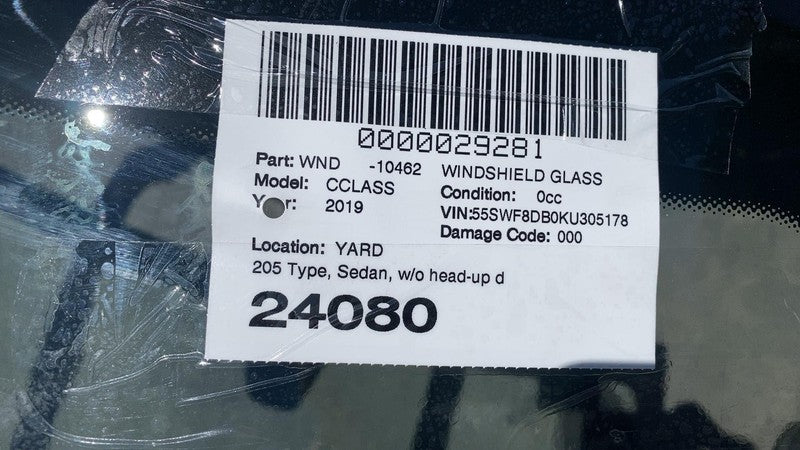 0000029281
Part: WND -10462 WINDSHIELD GLASS
Model: CCLASS Condition: 0cc
2019 VIN:55SWF8DB0KU305178
Damage Code: 000
Location: YARD
205 Type, Sedan, w/o head-up d
24080